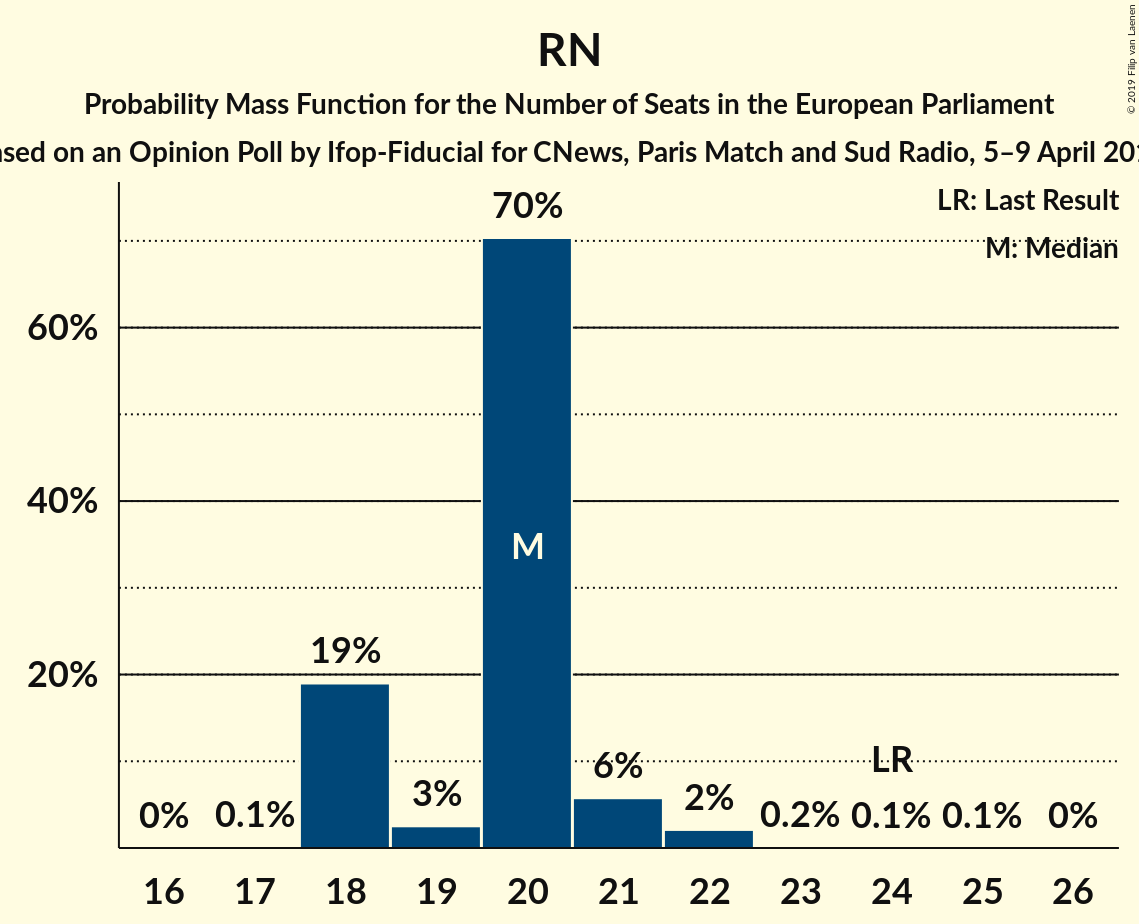 RN
Probability Mass Function for the Number of Seats in the European Parliament
on an Opinion Poll by Ifop-Fiducial for CNews, Paris Match and Sud Radio, 5–9 April
© 2019 Filip van Laenen
LR: Last Result
M: Median
70%
60%
40%
M
19%
20%
LR
6%
3%
2%
0%
0.1%
0.2%
0.1%
0.1%
0%
16 17 18 19 20 21 22 23 24 25 26